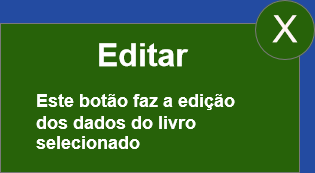 X
Editar
Este botão faz a edição
dos dados do livro
selecionado